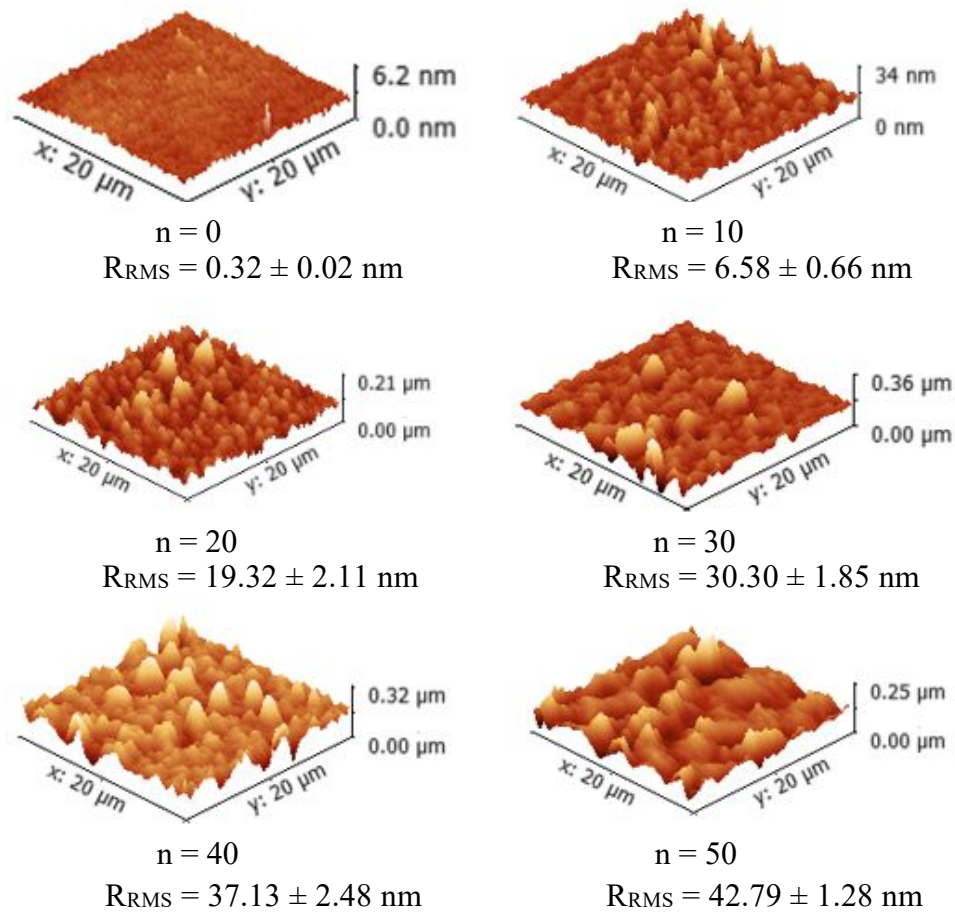 6.2 nm
0.0 nm
x: 20 µm
y: 20 µm
n = 0
RRMS = 0.32 ± 0.02 nm
34 nm
0 nm
x: 20 µm
y: 20 µm
n = 10
RRMS = 6.58 ± 0.66 nm
0.21 µm
0.00 µm
x: 20 µm
y: 20 µm
n = 20
RRMS = 19.32 ± 2.11 nm
0.36 µm
0.00 µm
x: 20 µm
y: 20 µm
n = 30
RRMS = 30.30 ± 1.85 nm
0.32 µm
0.00 µm
x: 20 µm
y: 20 µm
n = 40
RRMS = 37.13 ± 2.48 nm
0.25 µm
0.00 µm
x: 20 µm
y: 20 µm
n = 50
RRMS = 42.79 ± 1.28 nm